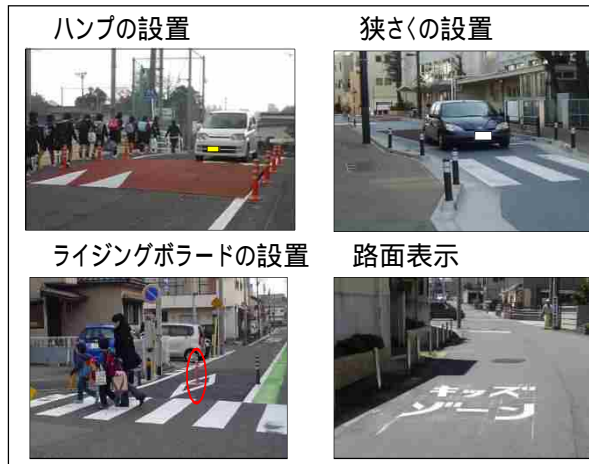 ハンプの設置
狭さくの設置
ライジングボラードの設置
路面表示
キッズ
ゾーン